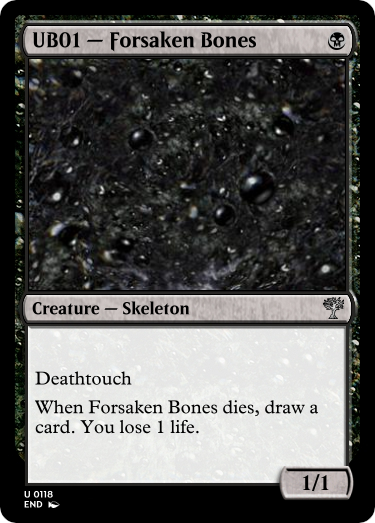 UB01 — Forsaken Bones
Creature — Skeleton
Deathtouch
When Forsaken Bones dies, draw a
card. You lose 1 life.
1/1
U 0118
END